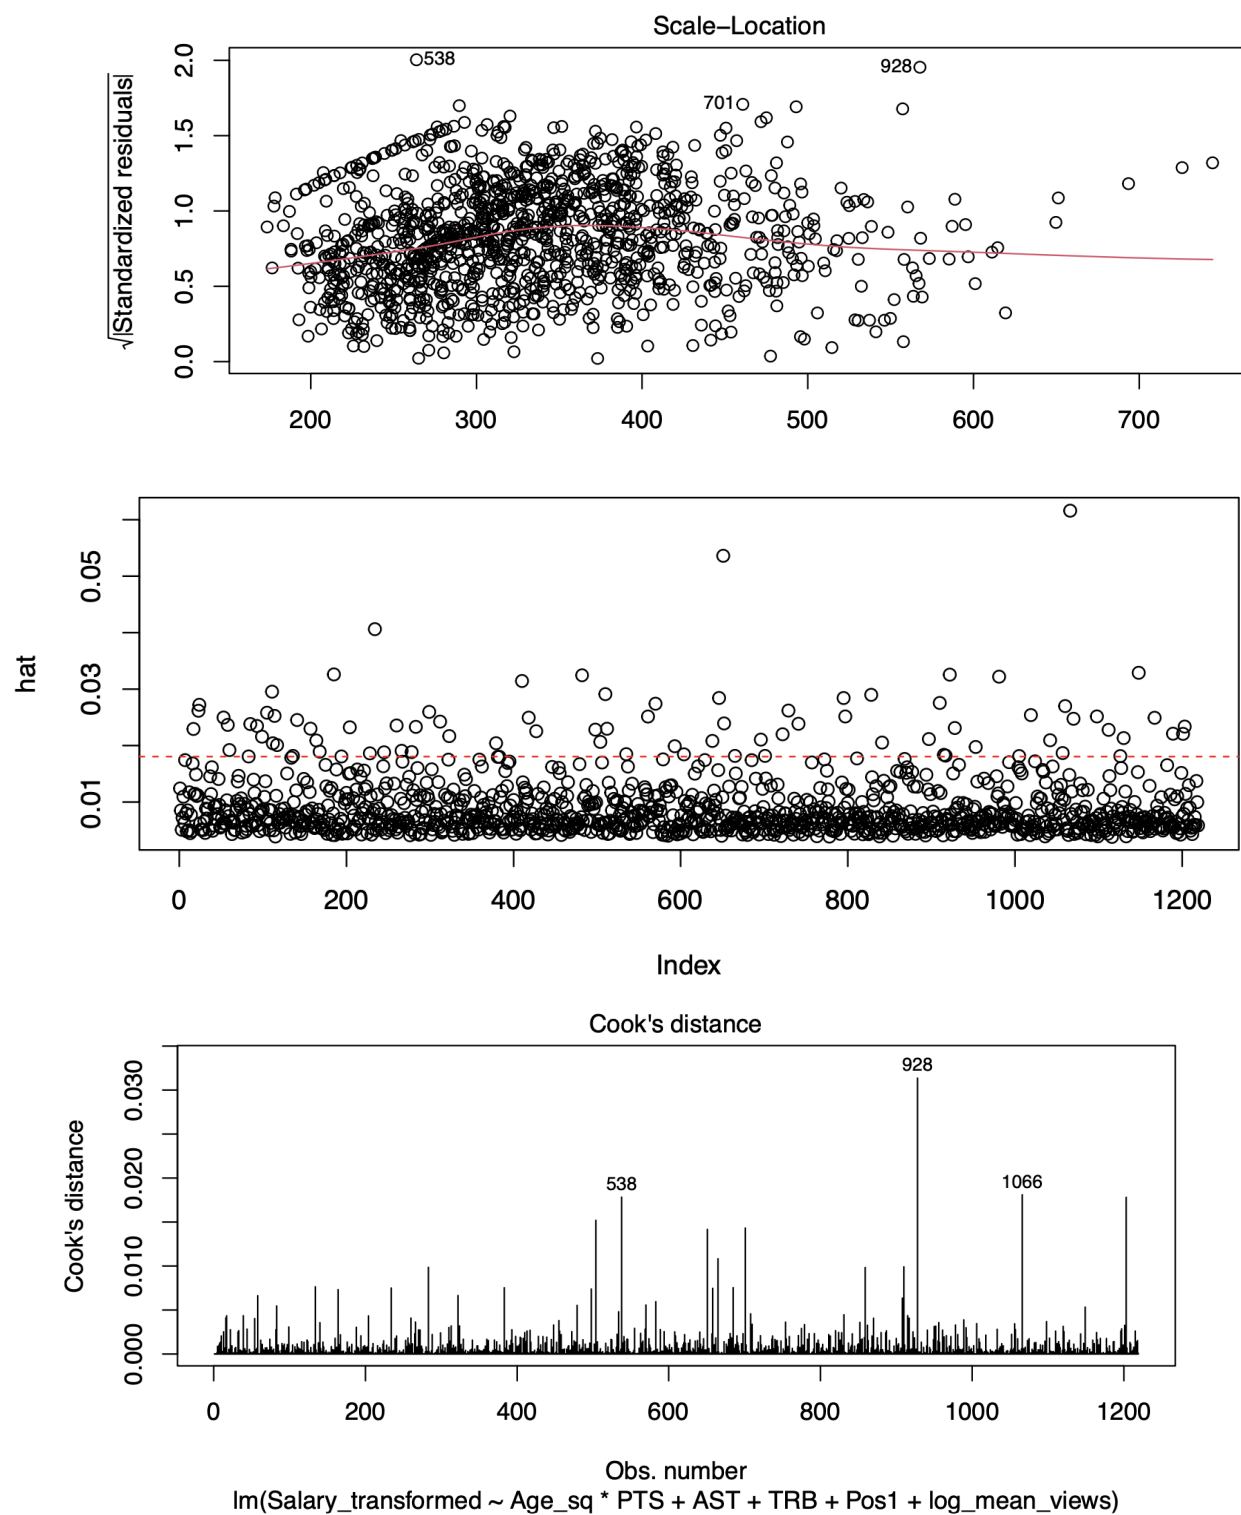 Scale−Location
√|Standardized residuals|
2.0
1.5
1.0
0.5
0.0
538
928
701
200 300 400 500 600 700
hat
0.05
0.03
0.01
0 200 400 600 800 1000 1200
Index
Cook's distance
Cook's distance
0.030
0.020
0.010
0.000
928
538
1066
0 200 400 600 800 1000 1200
Obs. number
lm(Salary_transformed ~ Age_sq * PTS + AST + TRB + Pos1 + log_mean_views)